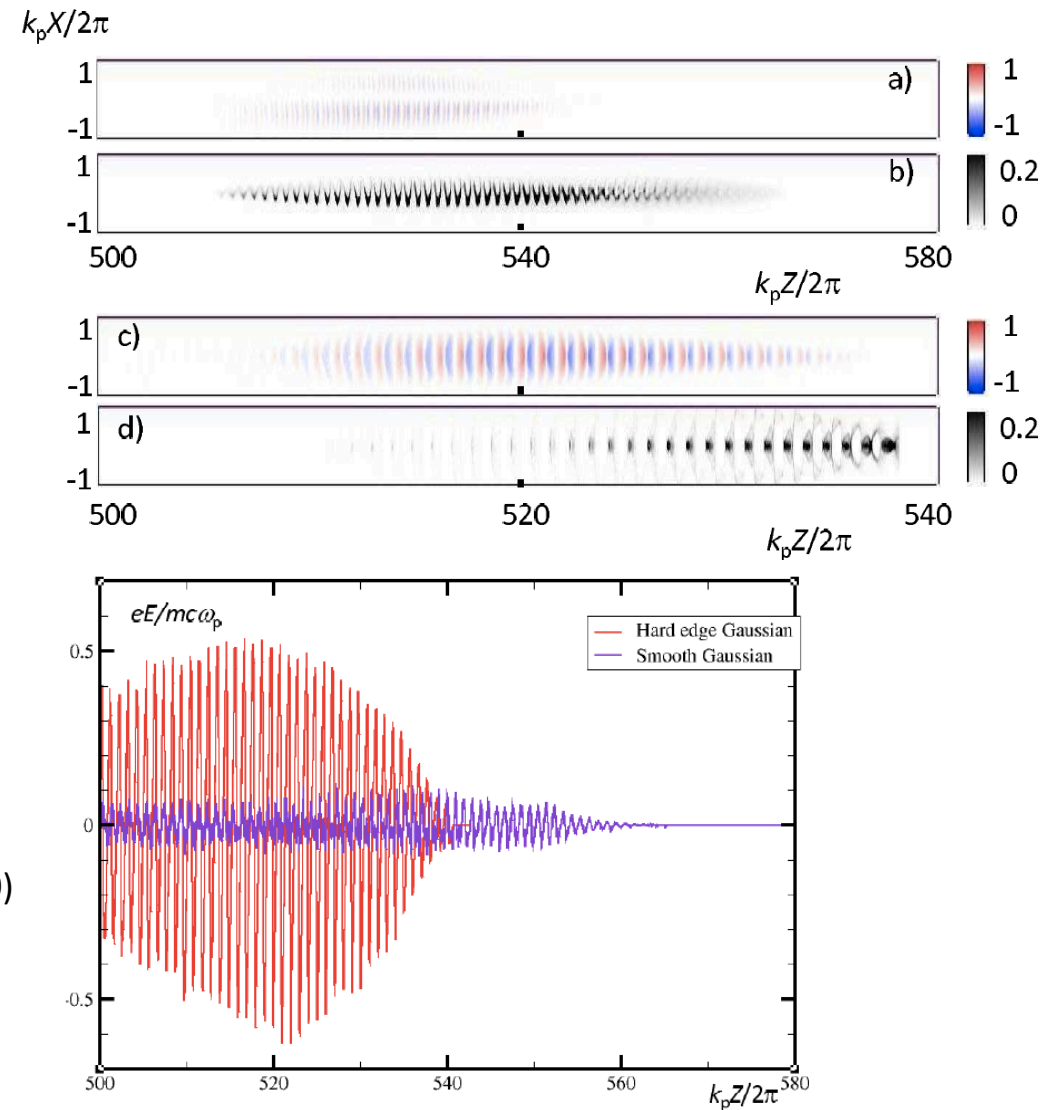 kₚX/2π
1
-1
a)
1
-1
1
-1
b)
0.2
0
500 540 580
kₚZ/2π
1
-1
c)
1
-1
1
-1
d)
0.2
0
500 520 540
kₚZ/2π
eE/mcωₚ
Hard edge Gaussian
Smooth Gaussian
0.5
0
-0.5
500 520 540 560 580
kₚZ/2π
)